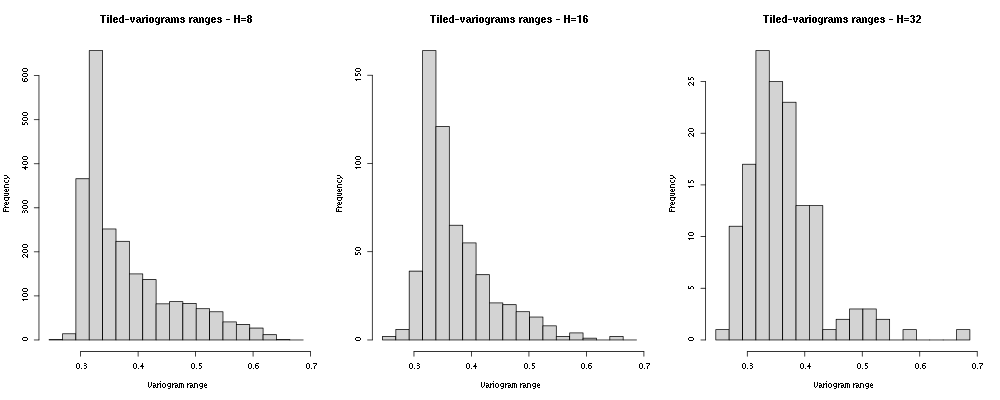 Tiled-variograms ranges - H=8
Frequency
600
500
400
300
200
100
0
0.3 0.4 0.5 0.6 0.7
Variogram range
Tiled-variograms ranges - H=16
Frequency
150
100
50
0
0.3 0.4 0.5 0.6 0.7
Variogram range
Tiled-variograms ranges - H=32
Frequency
25
20
15
10
5
0
0.3 0.4 0.5 0.6 0.7
Variogram range